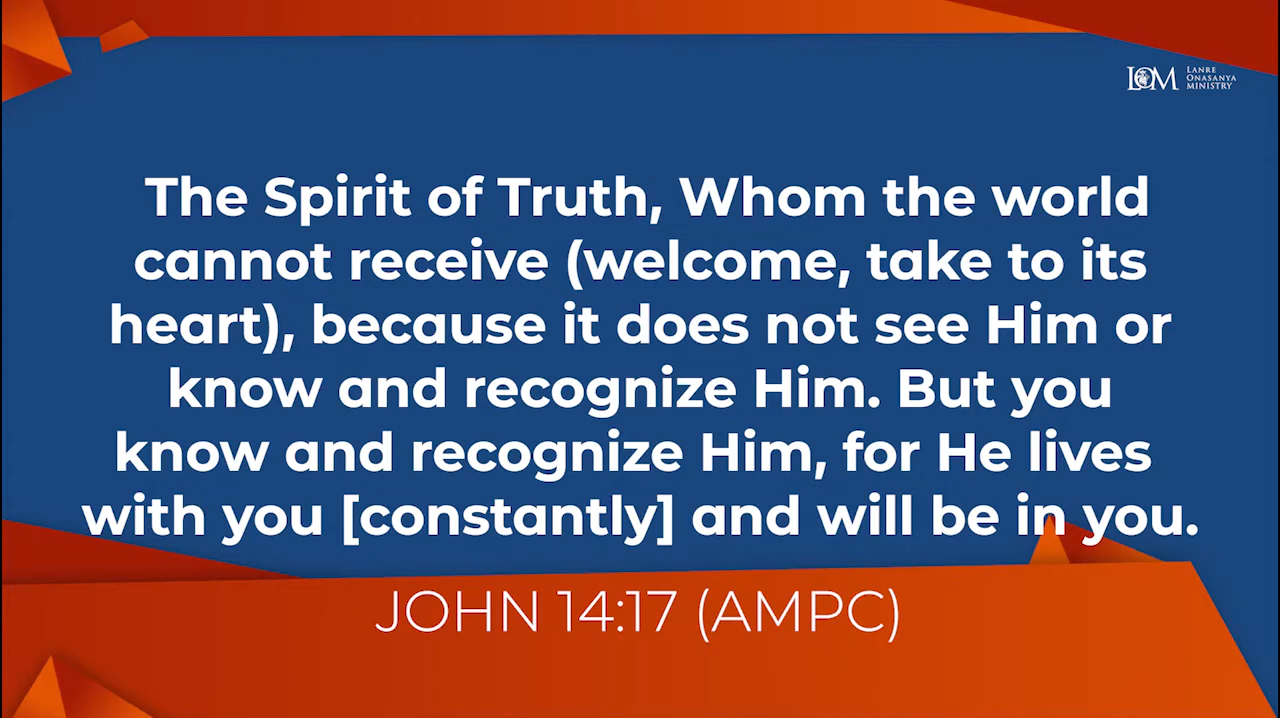 LOM
LANRE
ONASANYA
MINISTRY
The Spirit of Truth, Whom the world
cannot receive (welcome, take to its
heart), because it does not see Him or
know and recognize Him. But you
know and recognize Him, for He lives
with you [constantly] and will be in you.
JOHN 14:17 (AMPC)